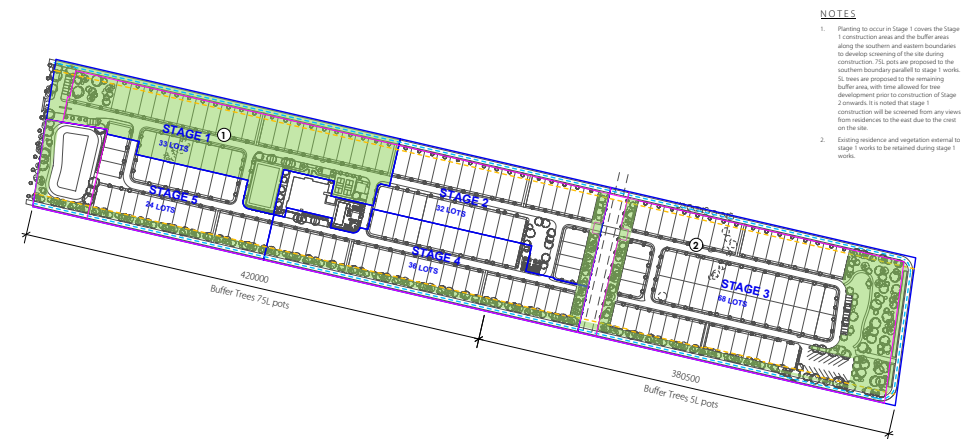 NOTES
1. Planting to occur in Stage 1 covers the Stage
1 construction areas and the buffer areas
along the southern and eastern boundaries
to develop screening of the site during
construction. 75L pots are proposed to the
southern boundary parallell to stage 1 works.
5L trees are proposed to the remaining
buffer area, with time allowed for tree
development prior to construction of Stage
2 onwards. It is noted that stage 1
construction will be screened from any views
from residences to the east due to the crest
on the site.
2. Existing residence and vegetation external to
stage 1 works to be retained during stage 1
works.
STAGE 1
33 LOTS
1
STAGE 5
24 LOTS
STAGE 2
32 LOTS
STAGE 4
36 LOTS
2
STAGE 3
68 LOTS
420000
Buffer Trees 75L pots
380500
Buffer Trees 5L pots